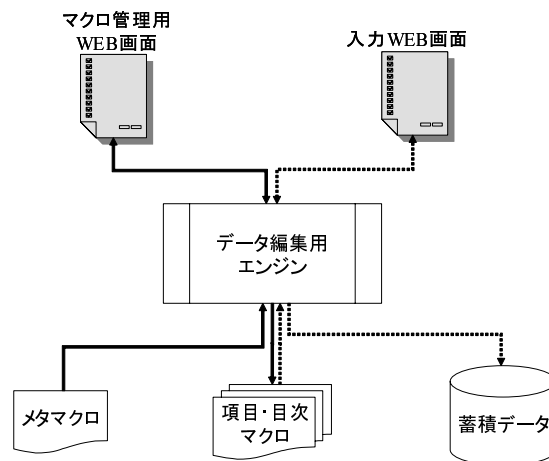 マクロ管理用
WEB画面
入力WEB画面
データ編集用
エンジン
メタマクロ
項目・目次
マクロ
蓄積データ